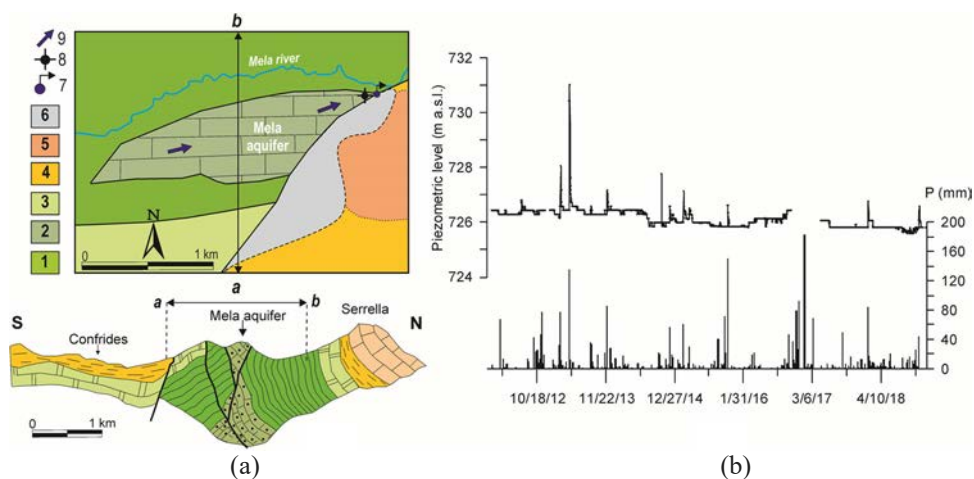 b
9
8
7
6
5
4
3
2
1
Mela river
Mela
aquifer
N
0
1 km
a
a
a
b
S
Confrides
Mela aquifer
Serrella
N
0
1 km
(a)
Piezometric level (m a.s.l.)
732
730
728
726
724
P (mm)
200
160
120
80
40
0
10/18/12
11/22/13
12/27/14
1/31/16
3/6/17
4/10/18
(b)